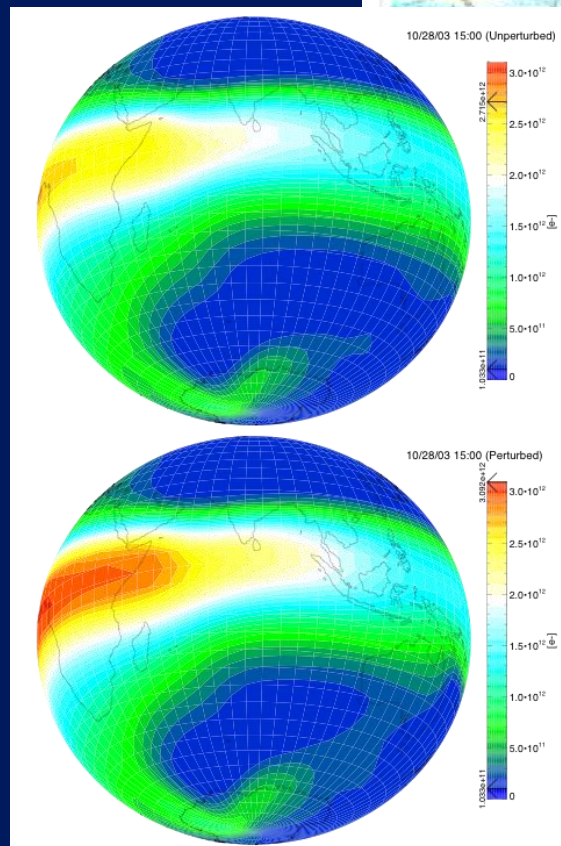 10/28/03 15:00 (Unperturbed)
2.715e+12
3.0•10¹²
2.5•10¹²
2.0•10¹²
1.5•10¹²
[e-]
1.0•10¹²
5.0•10¹¹
1.033e+11
0
10/28/03 15:00 (Perturbed)
3.092e+12
3.0•10¹²
2.5•10¹²
2.0•10¹²
1.5•10¹²
[e-]
1.0•10¹²
5.0•10¹¹
1.033e+11
0